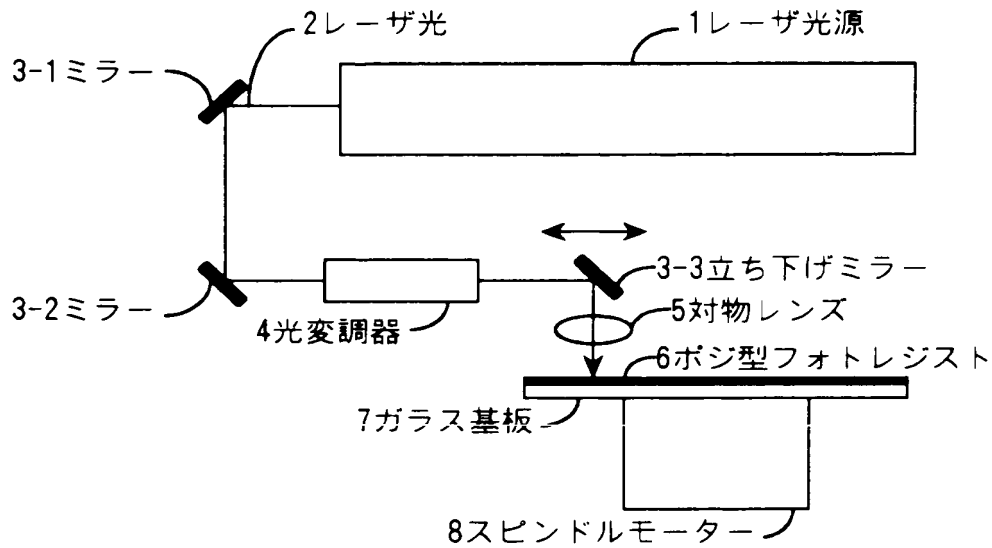 2レーザ光
1レーザ光源
3-1ミラー
3-3立ち下げミラー
3-2ミラー
5対物レンズ
4光変調器
6ポジ型フォトレジスト
7ガラス基板
8スピンドルモーター